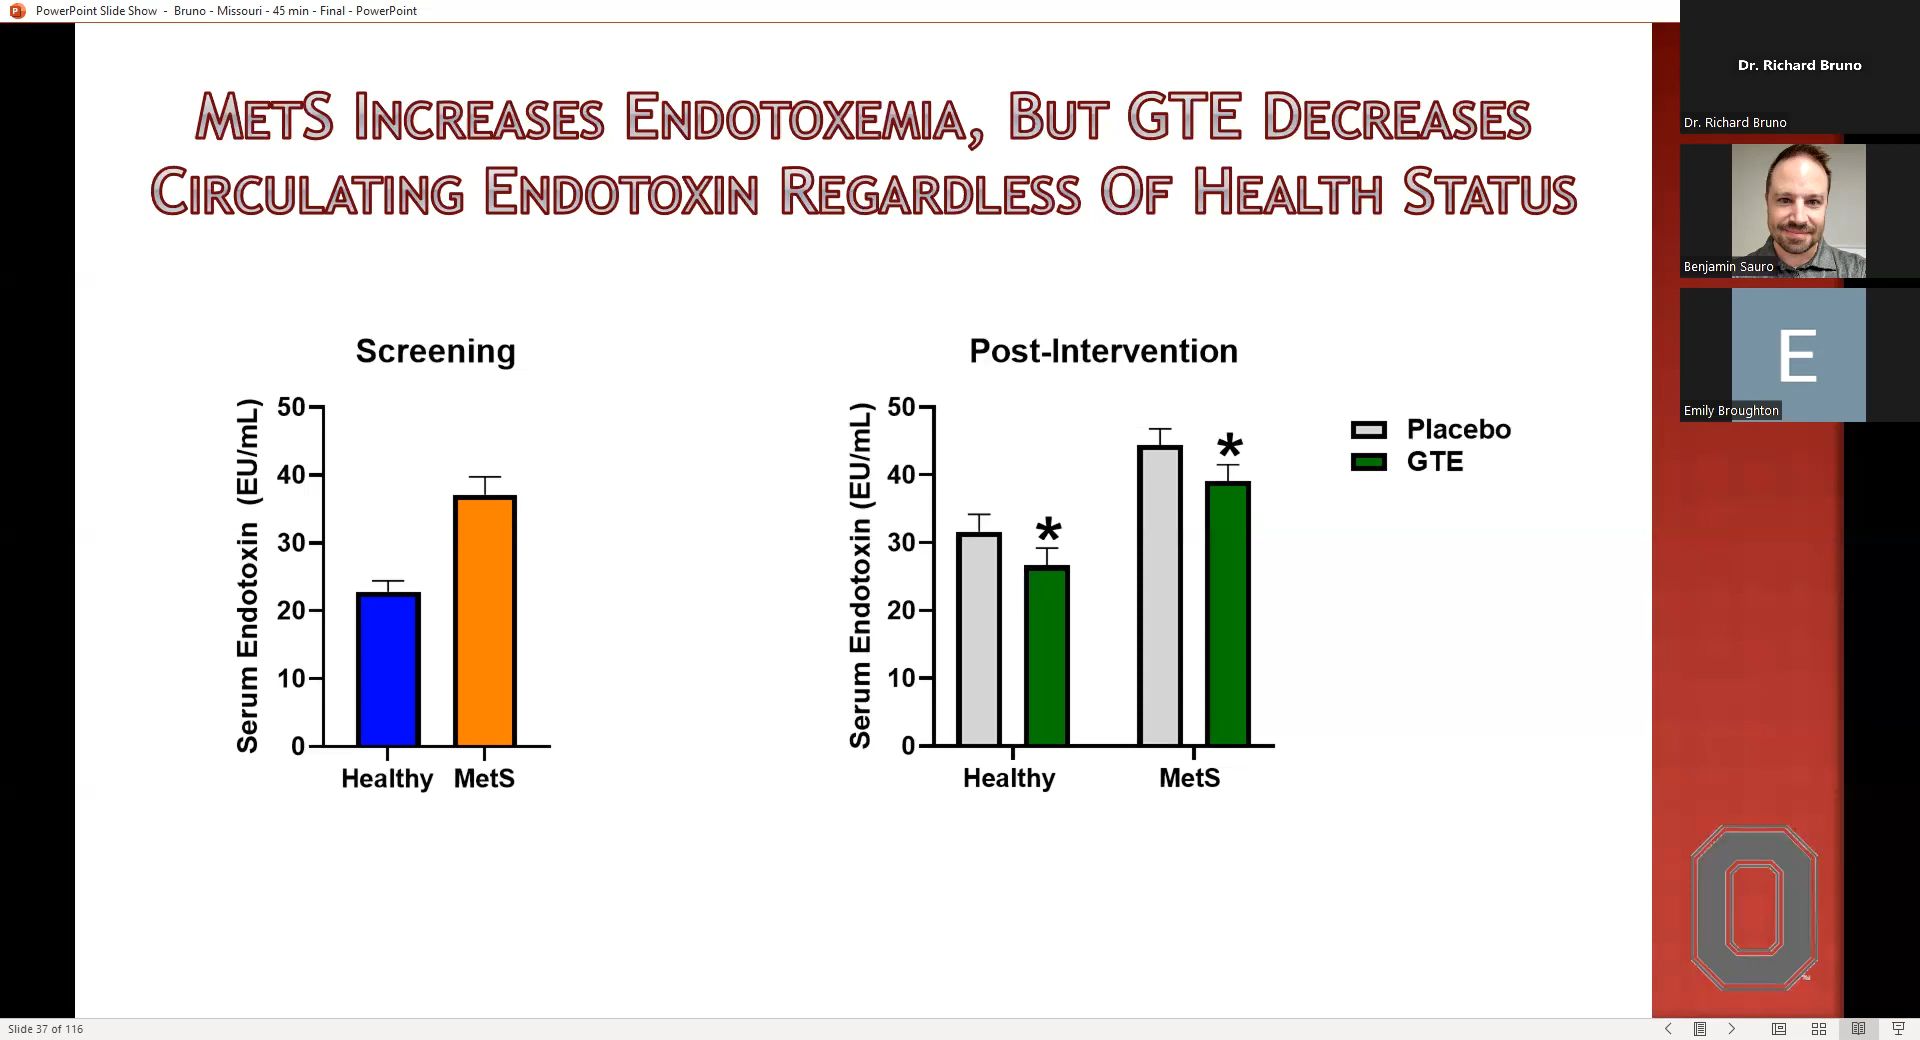 PowerPoint Slide Show - Bruno - Missouri - 45 min - Final - PowerPoint
METS INCREASES ENDOTOXEMIA, BUT GTE DECREASES
CIRCULATING ENDOTOXIN REGARDLESS OF HEALTH STATUS
Screening
Serum Endotoxin (EU/mL)
50
40
30
20
10
0
Healthy MetS
Post-Intervention
Serum Endotoxin (EU/mL)
50
40
30
20
10
0
*
*
Healthy MetS
Placebo
GTE
Dr. Richard Bruno
Dr. Richard Bruno
Benjamin Sauro
E
Emily Broughton
O
Slide 37 of 116